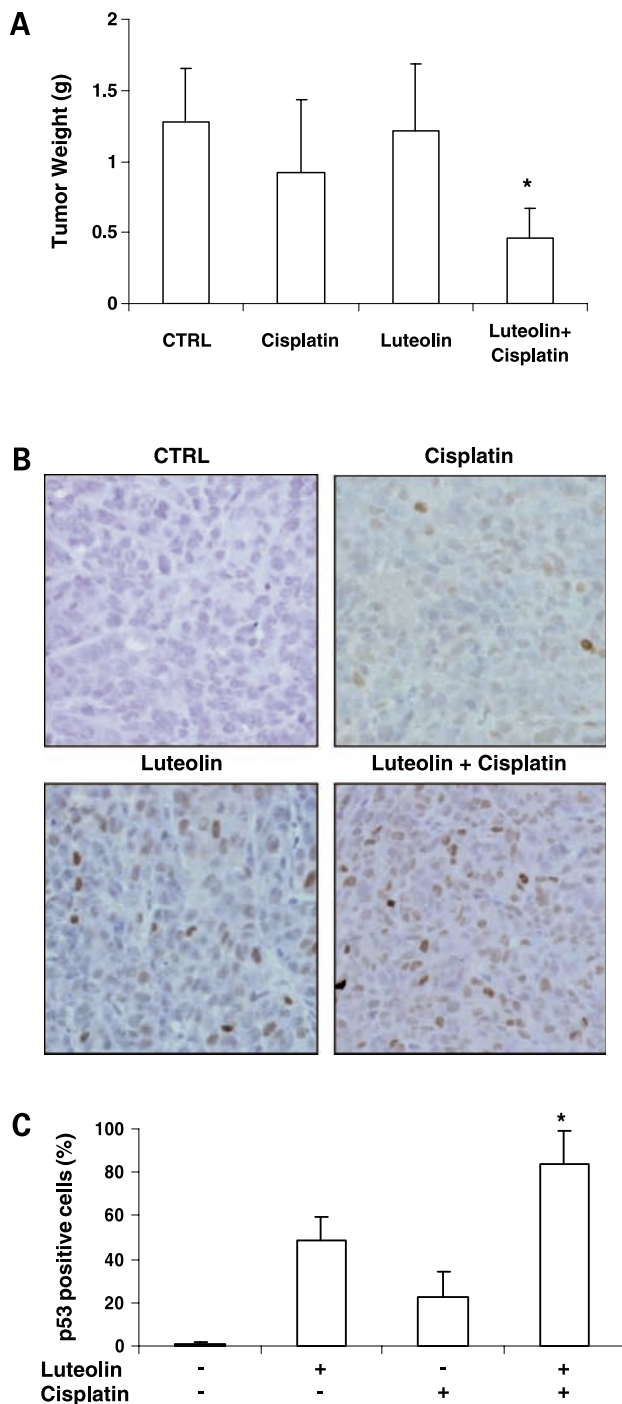 A
Tumor Weight (g)
2
1.5
1
0.5
0
*
CTRL Cisplatin Luteolin Luteolin+
Cisplatin
B
CTRL Cisplatin
Luteolin Luteolin + Cisplatin
C
p53 positive cells (%)
100
80
60
40
20
0
*
Luteolin - + - +
Cisplatin - - + +